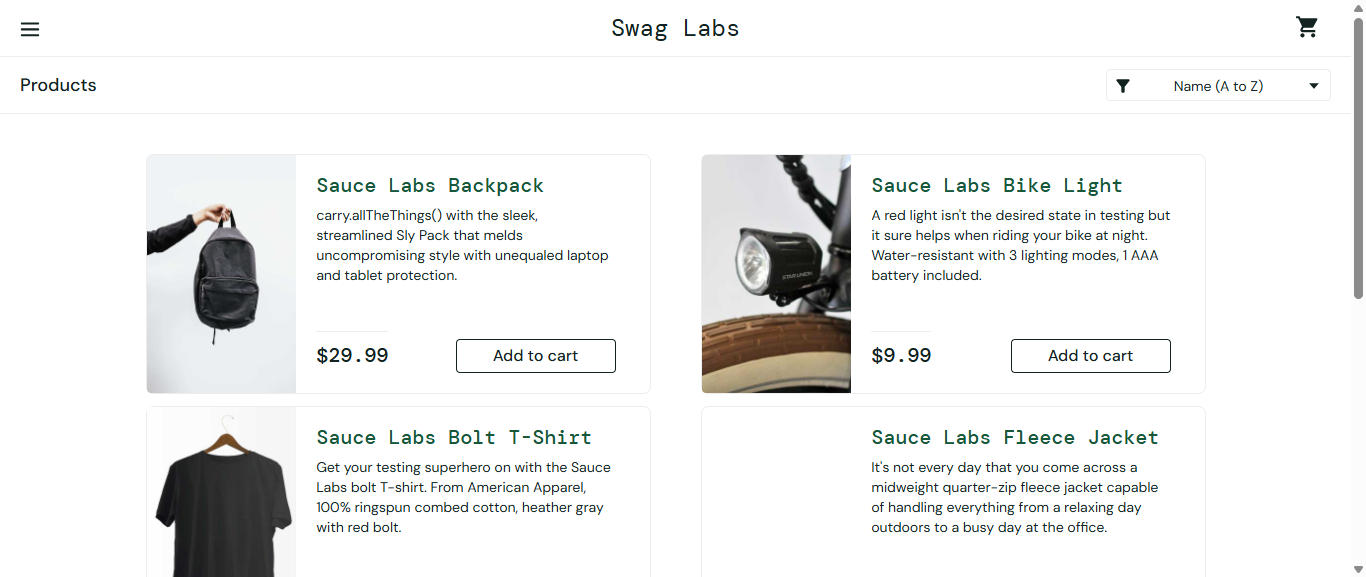 Swag Labs
Products
Name (A to Z)
Sauce Labs Backpack
carry.allTheThings() with the sleek,
streamlined Sly Pack that melds
uncompromising style with unequaled laptop
and tablet protection.
$29.99
Add to cart
Sauce Labs Bike Light
A red light isn't the desired state in testing but
it sure helps when riding your bike at night.
Water-resistant with 3 lighting modes, 1 AAA
battery included.
STARUNION
$9.99
Add to cart
Sauce Labs Bolt T-Shirt
Get your testing superhero on with the Sauce
Labs bolt T-shirt. From American Apparel,
100% ringspun combed cotton, heather gray
with red bolt.
Sauce Labs Fleece Jacket
It's not every day that you come across a
midweight quarter-zip fleece jacket capable
of handling everything from a relaxing day
outdoors to a busy day at the office.